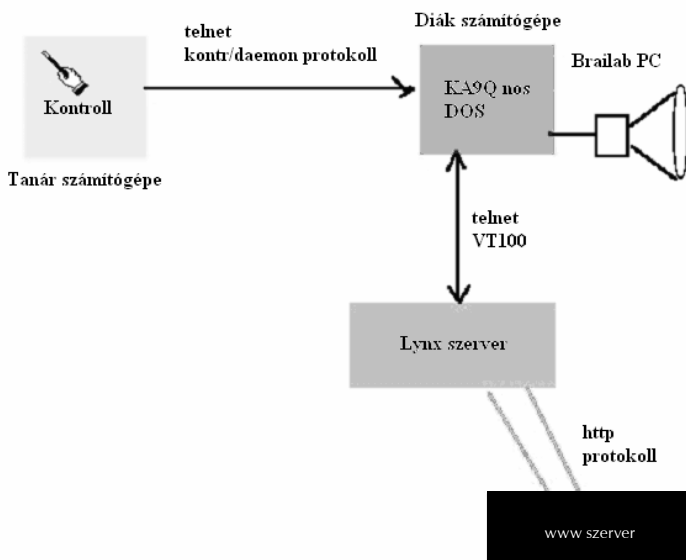 telnet
kontr/daemon protokoll
Diák számítógépe
Brailab PC
Kontroll
KA9Q nos
DOS
Tanár számítógépe
telnet
VT100
Lynx szerver
http
protokoll
www szerver